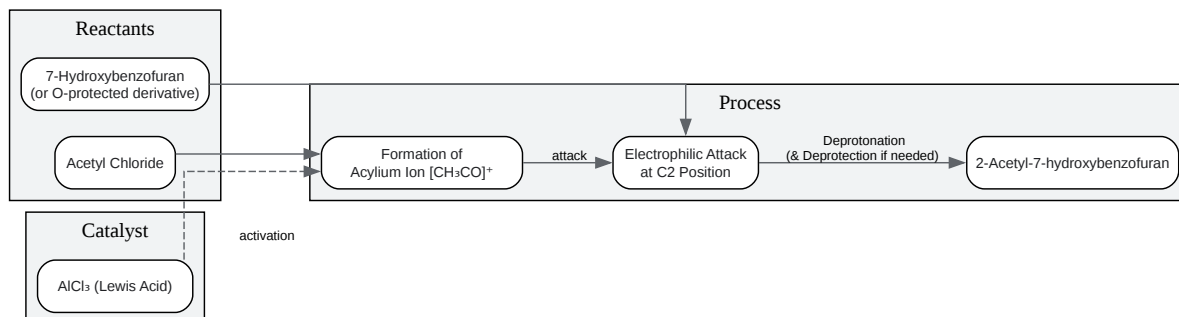 Reactants
7-Hydroxybenzofuran
(or O-protected derivative)
Acetyl Chloride
Catalyst
AlCl₃ (Lewis Acid)
activation
Process
Formation of
Acylium Ion [CH₃CO]⁺
attack
Electrophilic Attack
at C2 Position
Deprotonation
(& Deprotection if needed)
2-Acetyl-7-hydroxybenzofuran